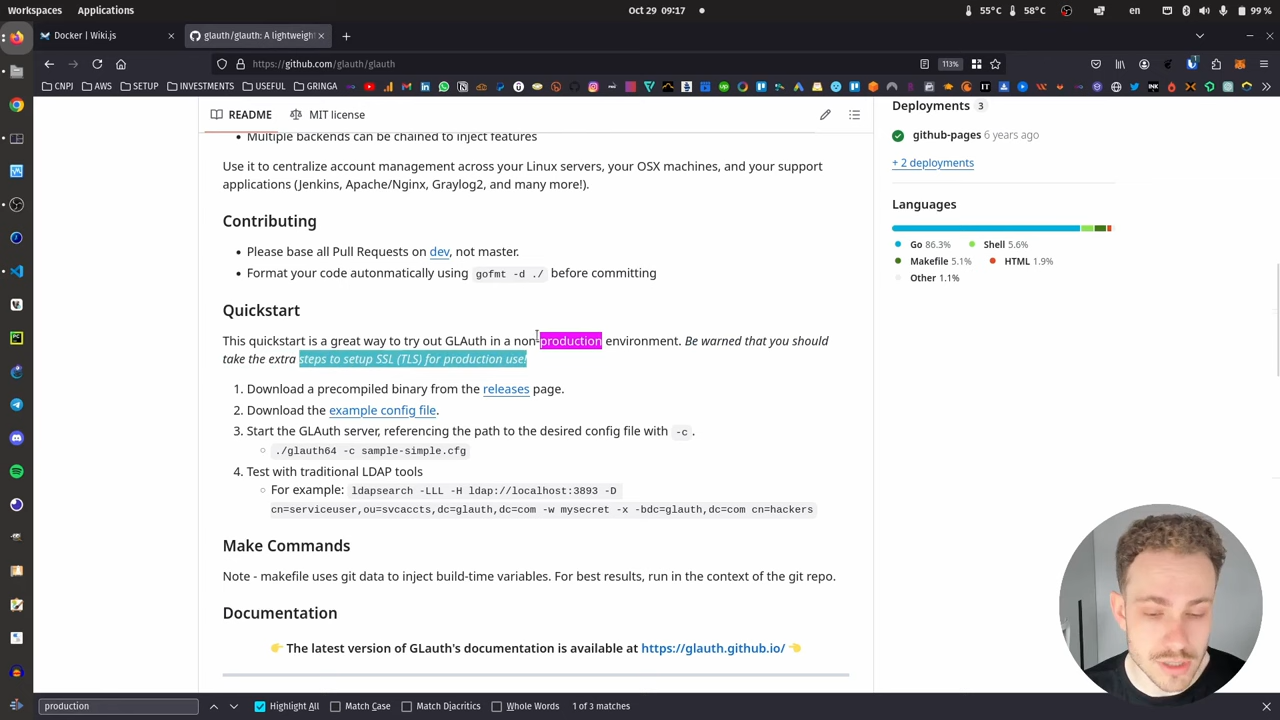 Workspaces Applications Oct 29 09:17 55°C 58°C en 99 %
Docker | Wiki.js glauth/glauth: A lightweigh
https://github.com/glauth/glauth 113%
CNPJ AWS SETUP INVESTMENTS USEFUL GRINGA
README MIT license
Multiple backends can be chained to inject features
Use it to centralize account management across your Linux servers, your OSX machines, and your support
applications (Jenkins, Apache/Nginx, Graylog2, and many more!).
Contributing
Please base all Pull Requests on dev, not master.
Format your code autonmatically using gofmt -d ./ before committing
Quickstart
This quickstart is a great way to try out GLAuth in a non-production environment. Be warned that you should
take the extra steps to setup SSL (TLS) for production use!
1. Download a precompiled binary from the releases page.
2. Download the example config file.
3. Start the GLAuth server, referencing the path to the desired config file with -c.
./glauth64 -c sample-simple.cfg
4. Test with traditional LDAP tools
For example: ldapsearch -LLL -H ldap://localhost:3893 -D
cn=serviceuser,ou=svcaccts,dc=glauth,dc=com -w mysecret -x -bdc=glauth,dc=com cn=hackers
Make Commands
Note - makefile uses git data to inject build-time variables. For best results, run in the context of the git repo.
Documentation
The latest version of GLauth's documentation is available at https://glauth.github.io/
Deployments 3
github-pages 6 years ago
+ 2 deployments
Languages
Go 86.3% Shell 5.6%
Makefile 5.1% HTML 1.9%
Other 1.1%
production Highlight All Match Case Match Diacritics Whole Words 1 of 3 matches